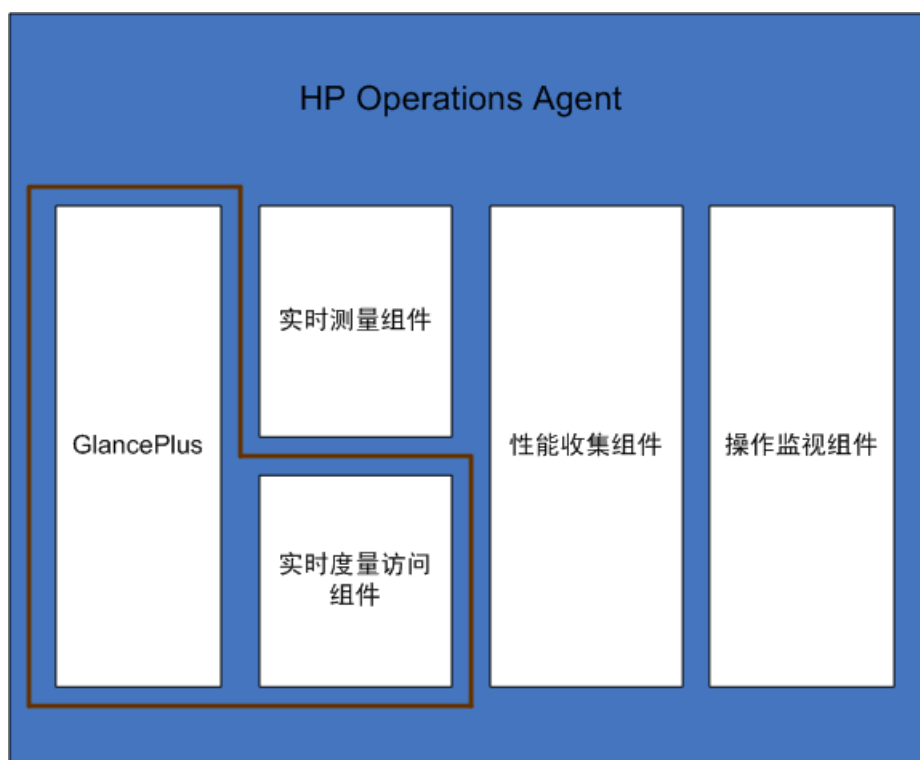 HP Operations Agent
GlancePlus
实时测量组件
实时度量访问
组件
性能收集组件
操作监视组件